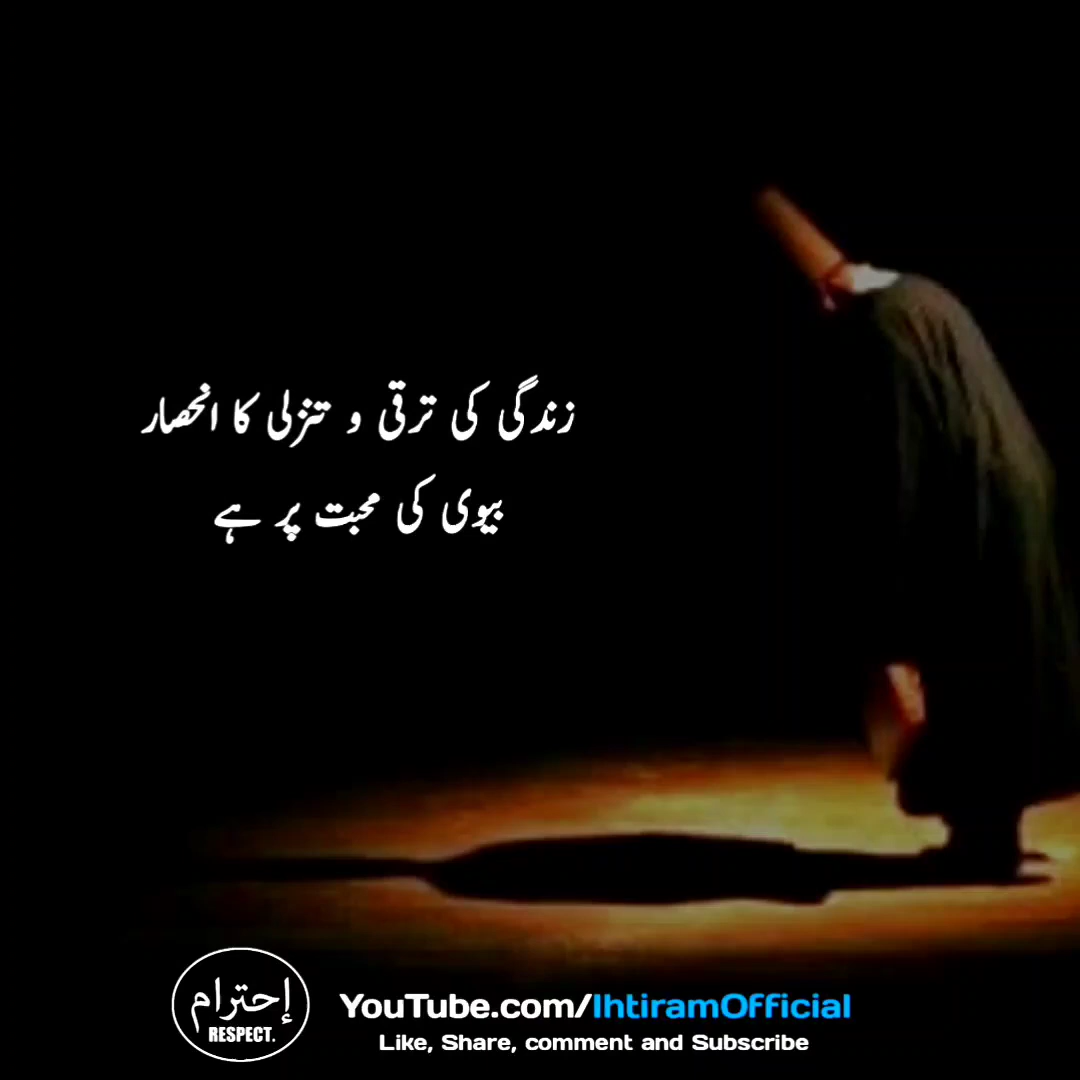 زندگی کی ترقی و تنزلی کا انحصار
بیوی کی محبت پر ہے
إحترام
RESPECT.
YouTube.com/IhtiramOfficial
Like, Share, comment and Subscribe